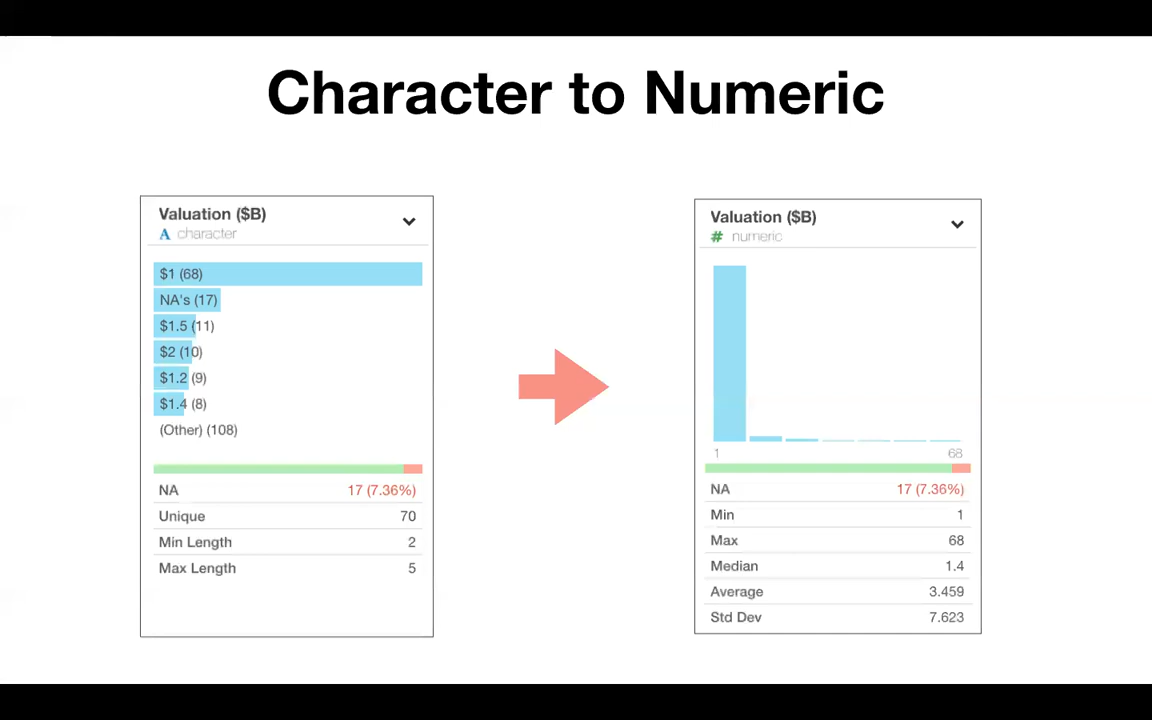 Character to Numeric
Valuation ($B)
A character
$1 (68)
NA's (17)
$1.5 (11)
$2 (10)
$1.2 (9)
$1.4 (8)
(Other) (108)
NA 17 (7.36%)
Unique 70
Min Length 2
Max Length 5
Valuation ($B)
# numeric
1 68
NA 17 (7.36%)
Min 1
Max 68
Median 1.4
Average 3.459
Std Dev 7.623